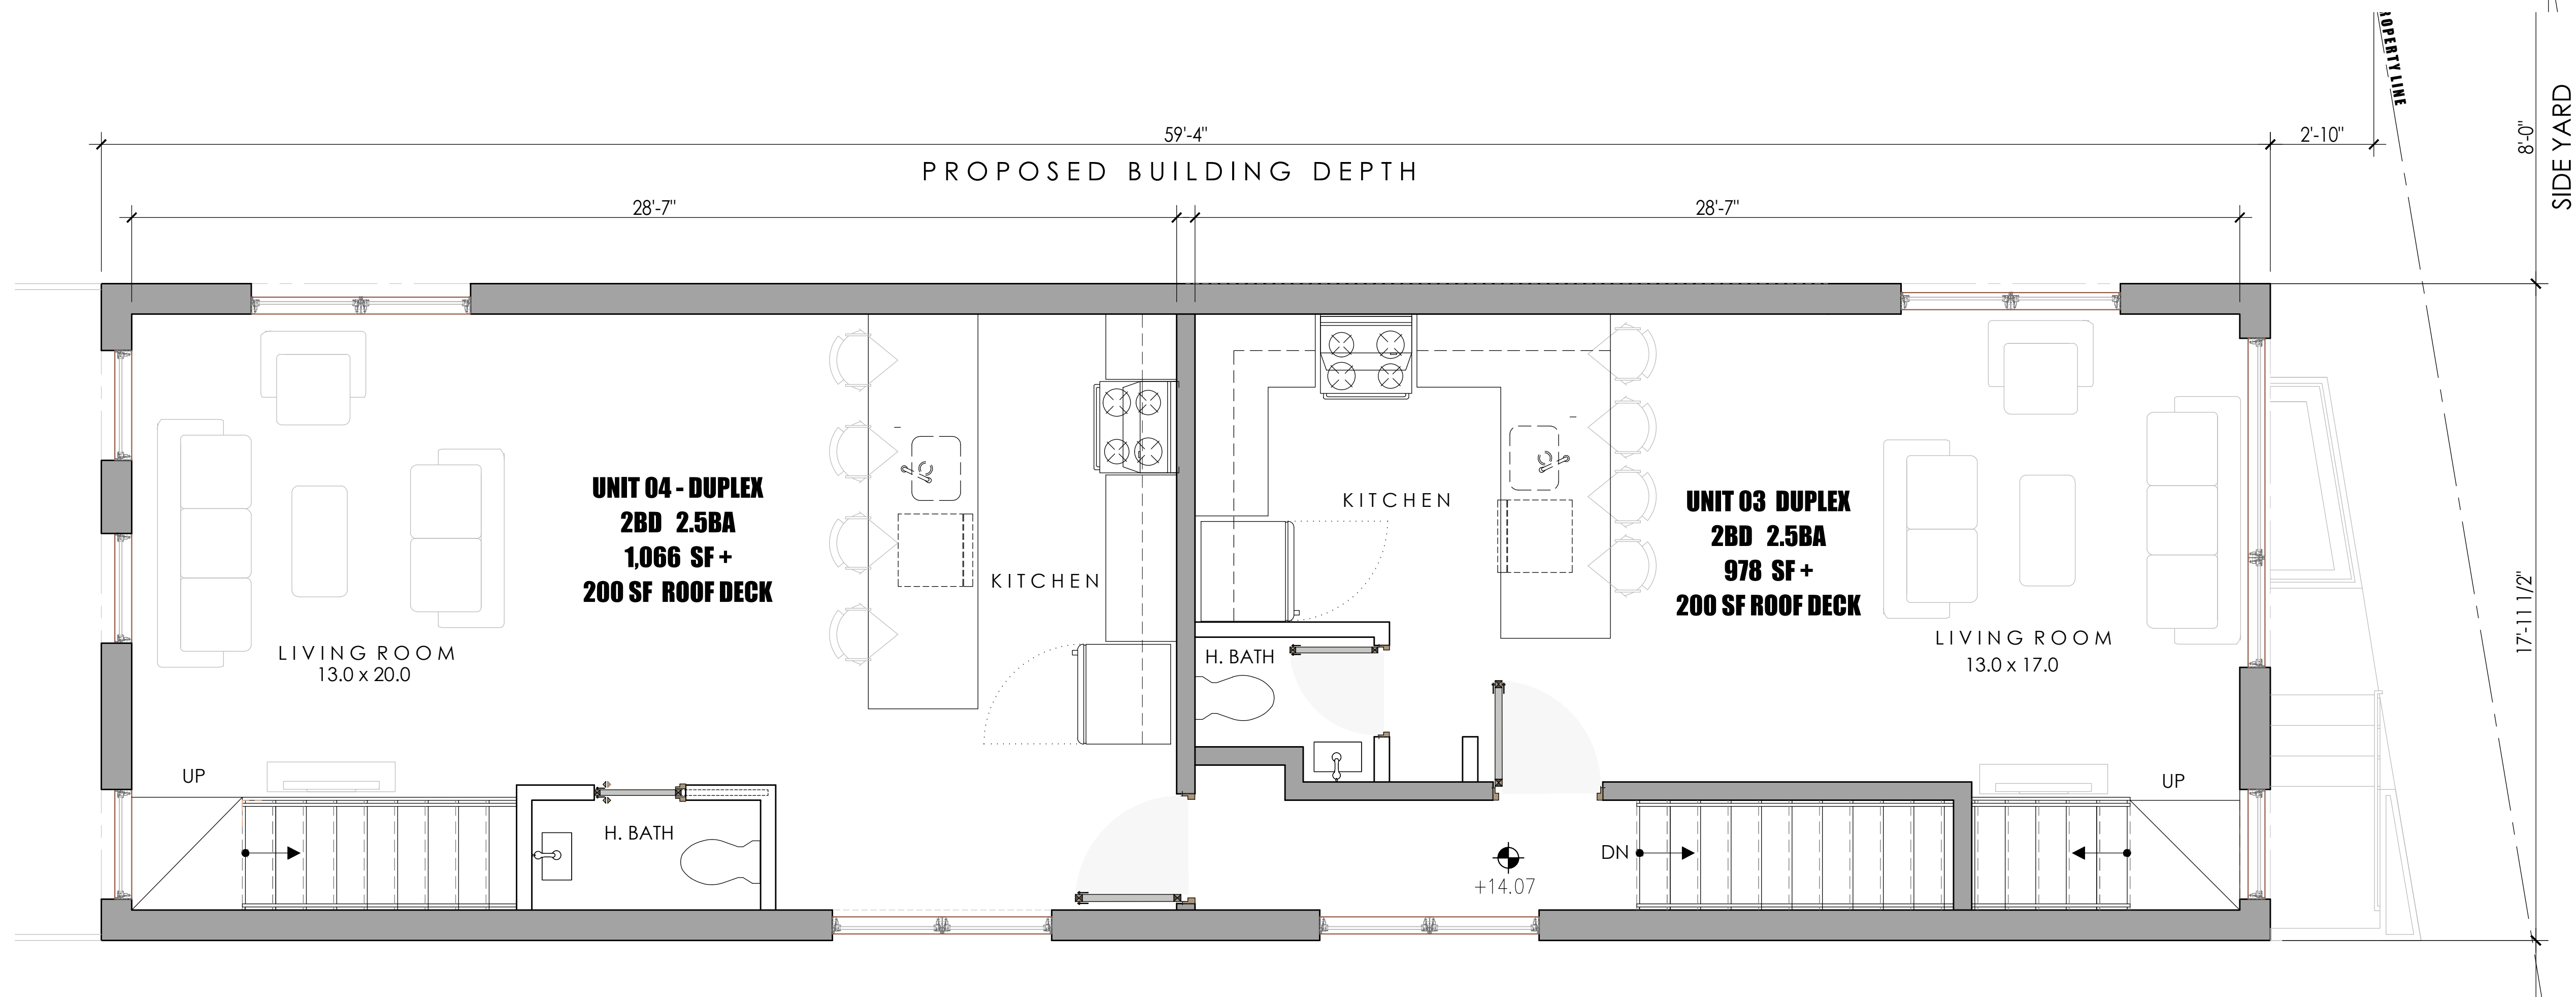 ROPERTY LINE
59'-4"
2'-10"
8'-0"
SIDE YARD
PROPOSED BUILDING DEPTH
28'-7"
28'-7"
UNIT 04 - DUPLEX
2BD 2.5BA
1,066 SF +
200 SF ROOF DECK
KITCHEN
LIVING ROOM
13.0 x 20.0
UP
H. BATH
KITCHEN
UNIT 03 DUPLEX
2BD 2.5BA
978 SF +
200 SF ROOF DECK
H. BATH
LIVING ROOM
13.0 x 17.0
UP
DN
+14.07
17'-11 1/2"